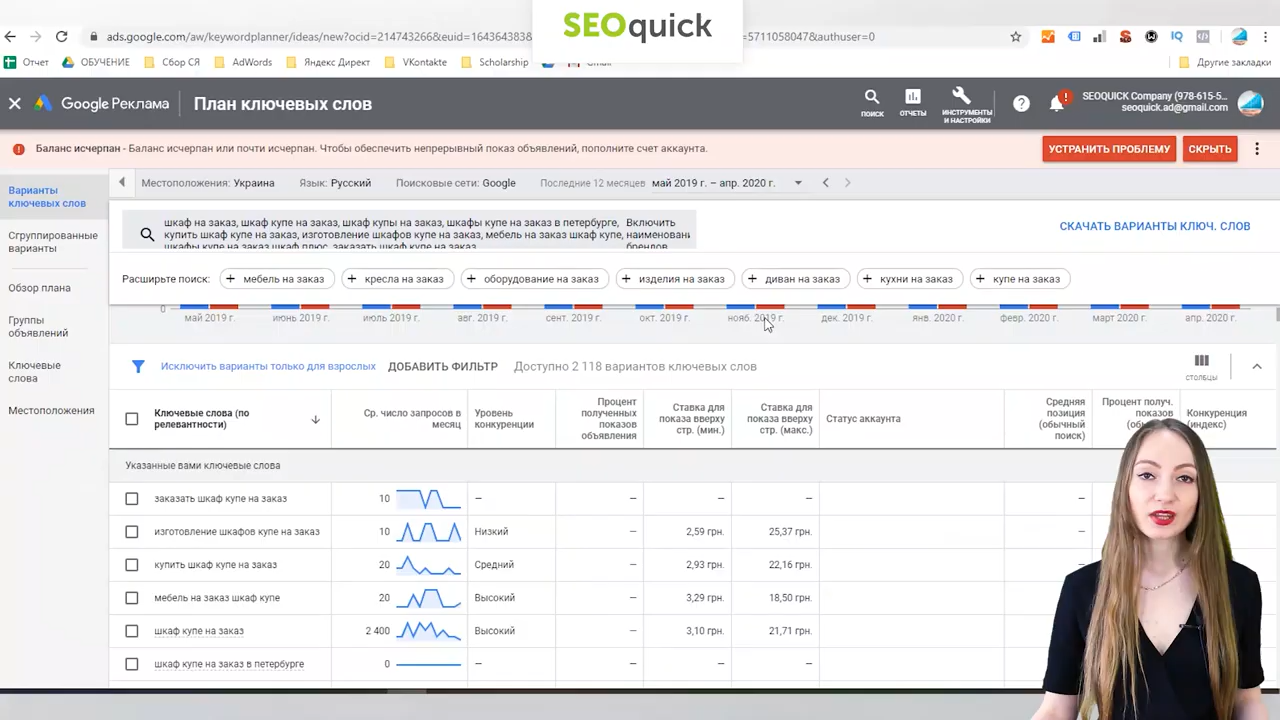 SEOquick
ads.google.com/aw/keywordplanner/ideas/new?ocid=214743266&euid=164364383&
=5711058047&authuser=0
Отчет
ОБУЧЕНИЕ
Сбор СЯ
AdWords
Яндекс Директ
VKontakte
Scholarship
Gmail
Другие закладки
Google Реклама
План ключевых слов
ПОИСК
ОТЧЕТЫ
ИНСТРУМЕНТЫ
И НАСТРОЙКИ
SEOQUICK Company (978-615-5...
seoquick.ad@gmail.com
Баланс исчерпан - Баланс исчерпан или почти исчерпан. Чтобы обеспечить непрерывный показ объявлений, пополните счет аккаунта.
УСТРАНИТЬ ПРОБЛЕМУ
СКРЫТЬ
Варианты
ключевых слов
Сгруппированные
варианты
Обзор плана
Группы
объявлений
Ключевые
слова
Местоположения
Местоположения: Украина
Язык: Русский
Поисковые сети: Google
Последние 12 месяцев
май 2019 г. – апр. 2020 г.
шкаф на заказ, шкаф купе на заказ, шкаф купы на заказ, шкафы купе на заказ в петербурге,
купить шкаф купе на заказ, изготовление шкафов купе на заказ, мебель на заказ шкаф купе,
шкафы купе на заказ шкаф плюс, заказать шкаф купе на заказ
Включить
наименовани
брендов
СКАЧАТЬ ВАРИАНТЫ КЛЮЧ. СЛОВ
Расширьте поиск:
+ мебель на заказ
+ кресла на заказ
+ оборудование на заказ
+ изделия на заказ
+ диван на заказ
+ кухни на заказ
+ купе на заказ
0
май 2019 г.
июнь 2019 г.
июль 2019 г.
авг. 2019 г.
сент. 2019 г.
окт. 2019 г.
нояб. 2019 г.
дек. 2019 г.
янв. 2020 г.
февр. 2020 г.
март 2020 г.
апр. 2020 г.
Исключить варианты только для взрослых
ДОБАВИТЬ ФИЛЬТР
Доступно 2 118 вариантов ключевых слов
СТОЛБЦЫ
Ключевые слова (по
релевантности)
Ср. число запросов в
месяц
Уровень
конкуренции
Процент
полученных
показов
объявления
Ставка для
показа вверху
стр. (мин.)
Ставка для
показа вверху
стр. (макс.)
Статус аккаунта
Средняя
позиция
(обычный
поиск)
Процент получ.
показов
Конкуренция
(индекс)
Указанные вами ключевые слова
заказать шкаф купе на заказ 10 – – – – –
изготовление шкафов купе на заказ 10 Низкий – 2,59 грн. 25,37 грн. –
купить шкаф купе на заказ 20 Средний – 2,93 грн. 22,16 грн. –
мебель на заказ шкаф купе 20 Высокий – 3,29 грн. 18,50 грн. –
шкаф купе на заказ 2 400 Высокий – 3,10 грн. 21,71 грн. –
шкаф купе на заказ в петербурге 0 – – – – –